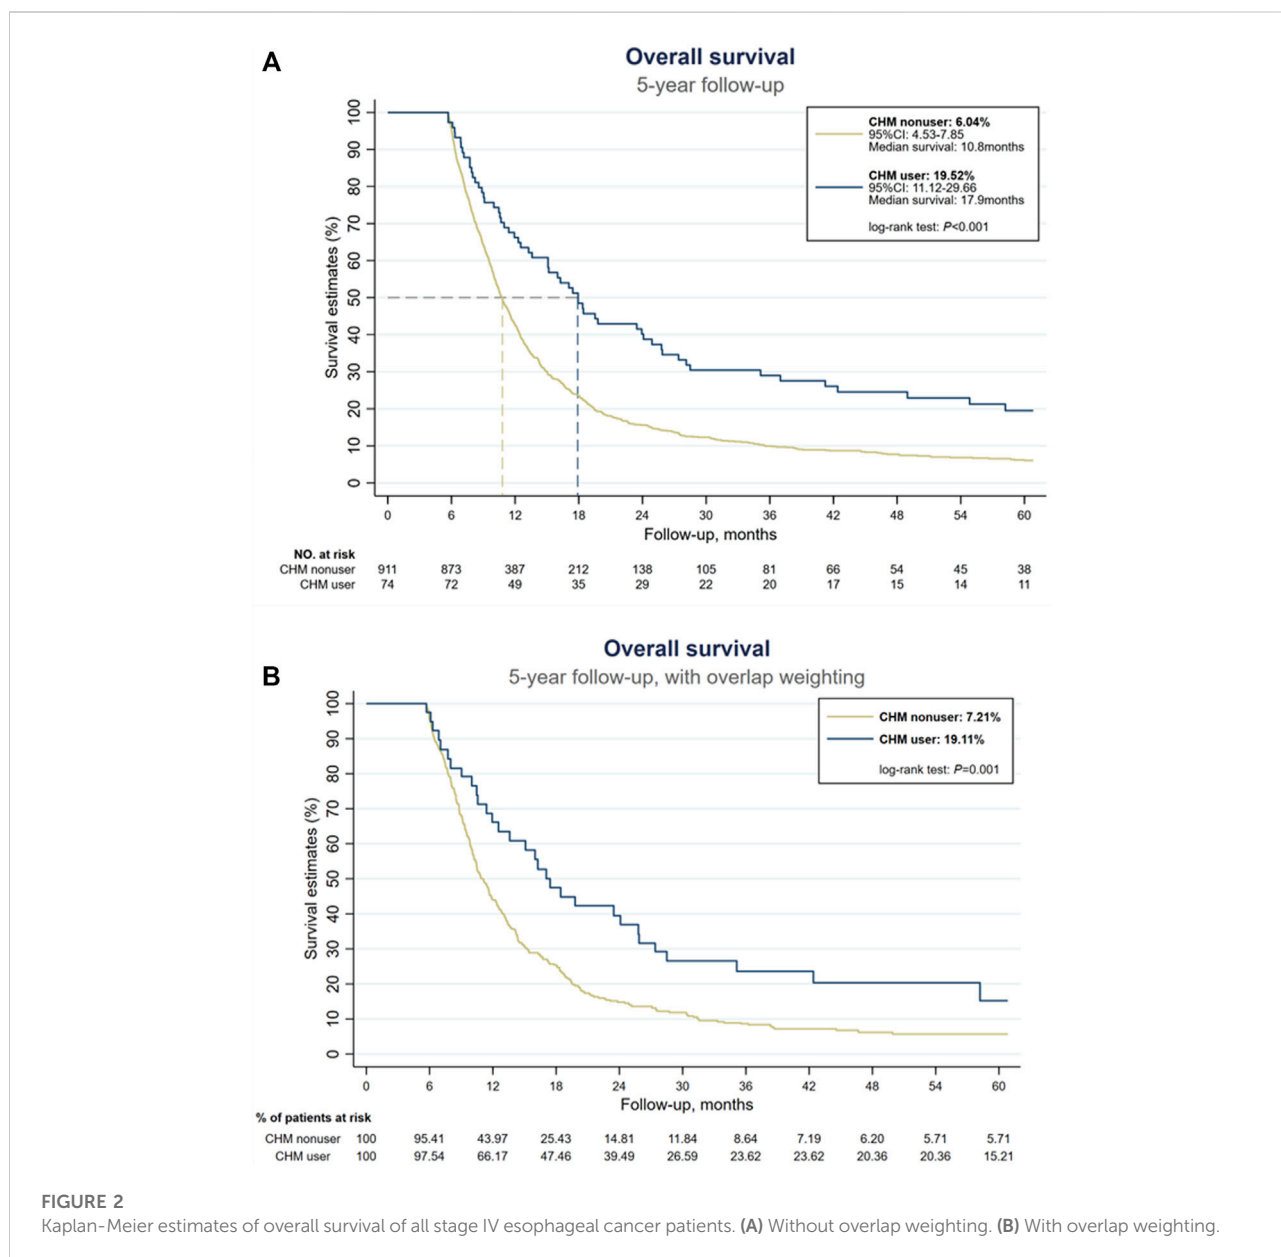 A
Overall survival
5-year follow-up
Survival estimates (%)
100
90
80
70
60
50
40
30
20
10
0
CHM nonuser: 6.04%
95%CI: 4.53-7.85
Median survival: 10.8months
CHM user: 19.52%
95%CI: 11.12-29.66
Median survival: 17.9months
log-rank test: P<0.001
0 6 12 18 24 30 36 42 48 54 60
Follow-up, months
NO. at risk
CHM nonuser 911 873 387 212 138 105 81 66 54 45 38
CHM user 74 72 49 35 29 22 20 17 15 14 11
B
Overall survival
5-year follow-up, with overlap weighting
Survival estimates (%)
100
90
80
70
60
50
40
30
20
10
0
CHM nonuser: 7.21%
CHM user: 19.11%
log-rank test: P=0.001
0 6 12 18 24 30 36 42 48 54 60
Follow-up, months
% of patients at risk
CHM nonuser 100 95.41 43.97 25.43 14.81 11.84 8.64 7.19 6.20 5.71 5.71
CHM user 100 97.54 66.17 47.46 39.49 26.59 23.62 23.62 20.36 20.36 15.21
FIGURE 2
Kaplan-Meier estimates of overall survival of all stage IV esophageal cancer patients. (A) Without overlap weighting. (B) With overlap weighting.